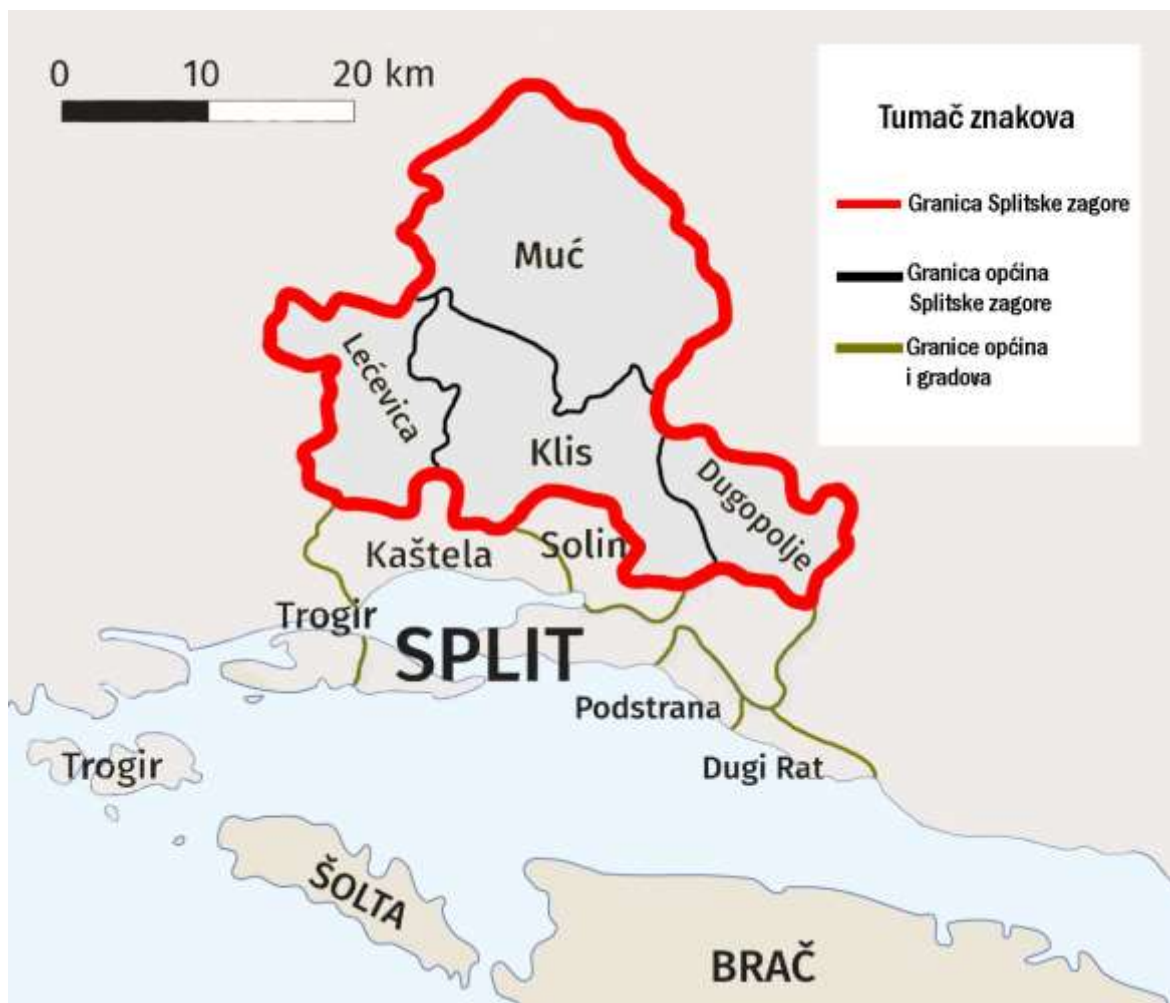 0 10 20 km
Tumač znakova
Granica Splitske zagore
Granica općina
Splitske zagore
Granice općina
i gradova
Muć
Lećevica
Klis
Dugopolje
Solin
Kaštela
Trogir
SPLIT
Podstrana
Trogir
Dugi Rat
ŠOLTA
BRAČ